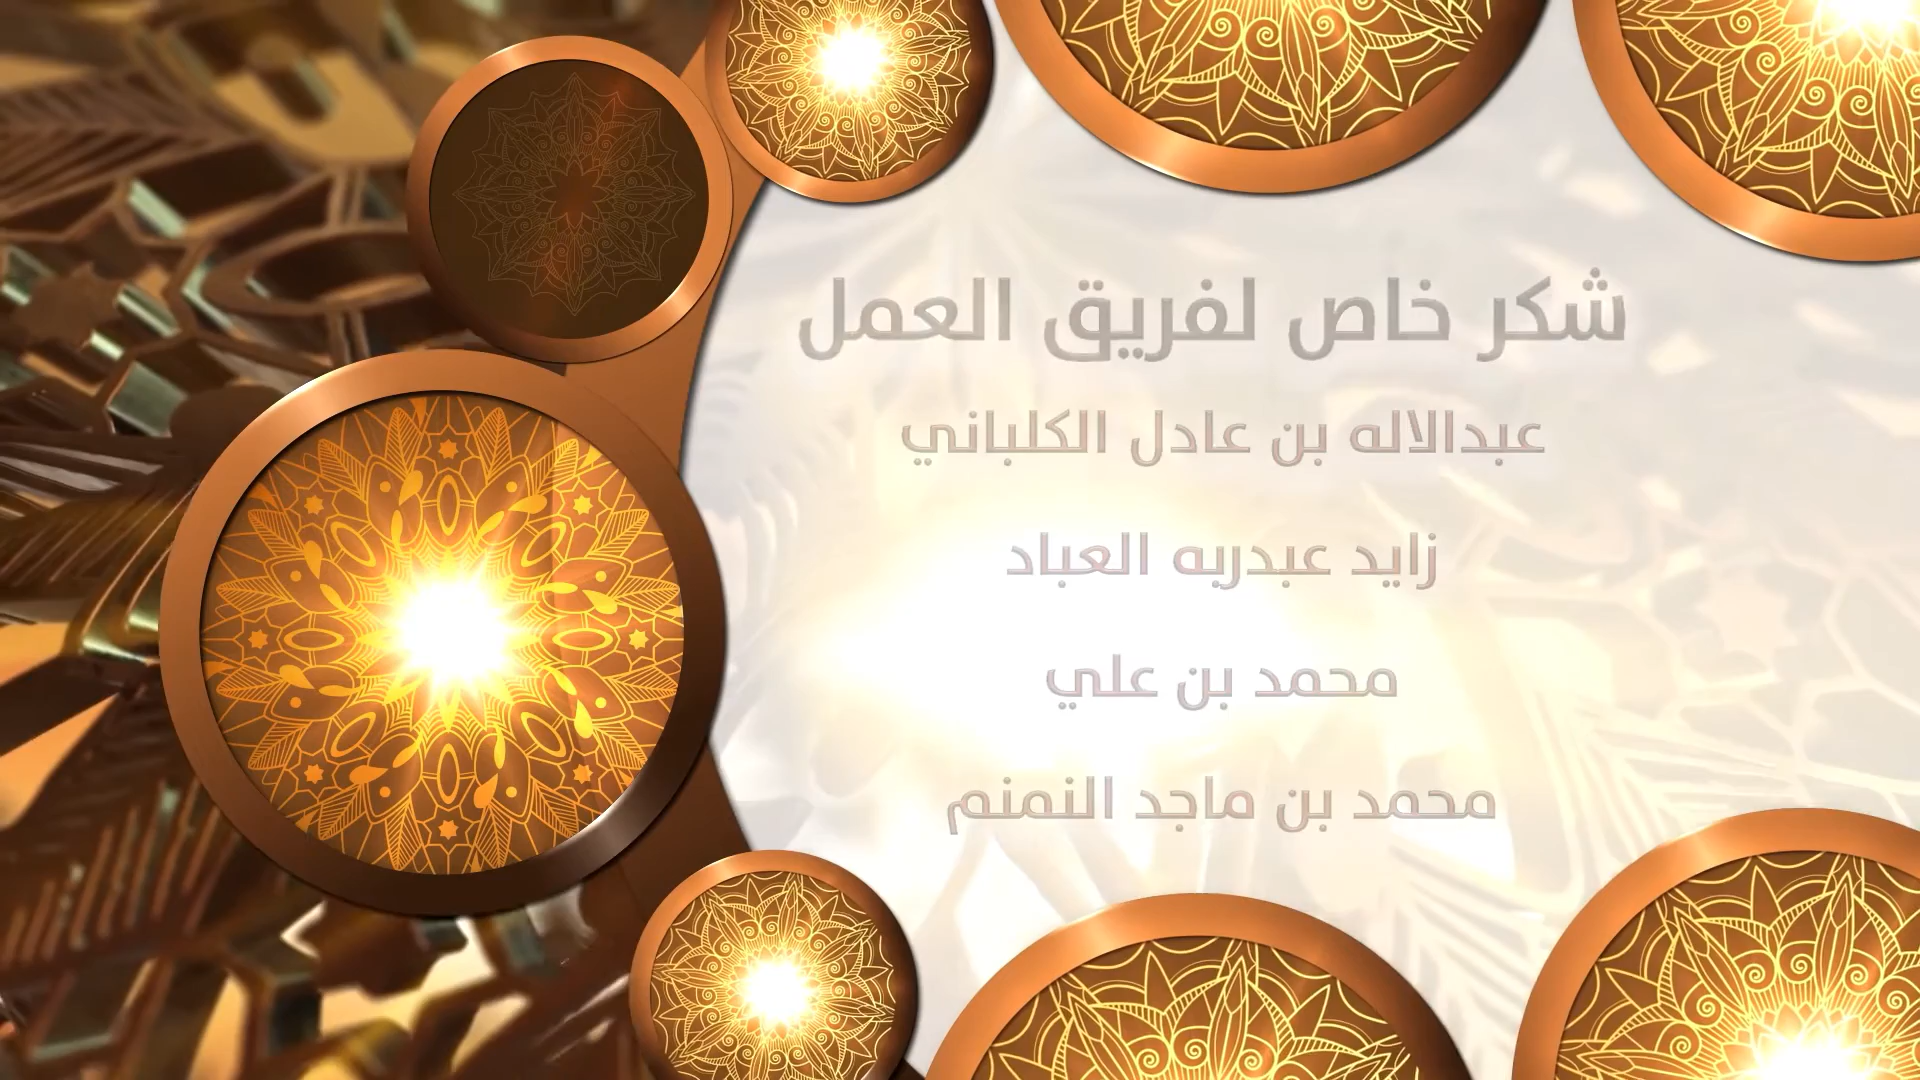 شكر خاص لفريق العمل
عبدالاله بن عادل الكلباني
زايد عبدربه العباد
محمد بن علي
محمد بن ماجد النمنم